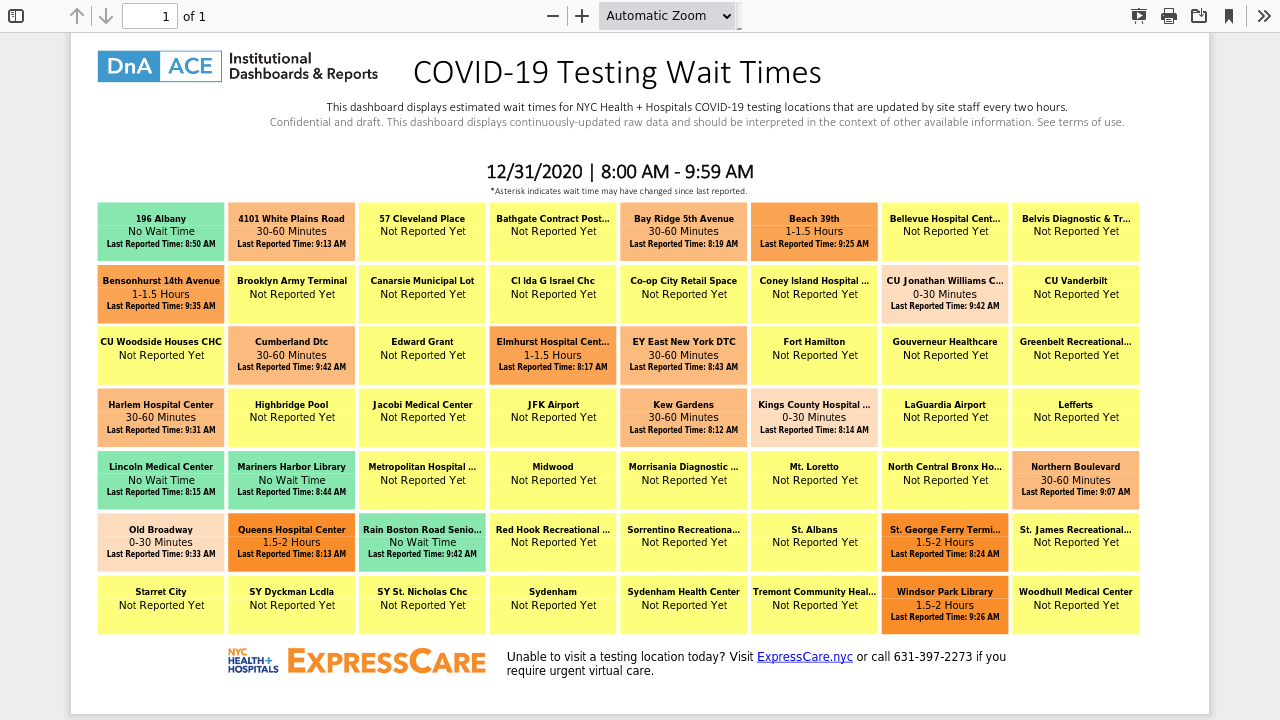 1 of 1 Automatic Zoom
DnA ACE Institutional
Dashboards & Reports
COVID-19 Testing Wait Times
This dashboard displays estimated wait times for NYC Health + Hospitals COVID-19 testing locations that are updated by site staff every two hours.
Confidential and draft. This dashboard displays continuously-updated raw data and should be interpreted in the context of other available information. See terms of use.
12/31/2020 | 8:00 AM - 9:59 AM
*Asterisk indicates wait time may have changed since last reported.
196 Albany
No Wait Time
Last Reported Time: 8:50 AM
4101 White Plains Road
30-60 Minutes
Last Reported Time: 9:13 AM
57 Cleveland Place
Not Reported Yet
Bathgate Contract Post...
Not Reported Yet
Bay Ridge 5th Avenue
30-60 Minutes
Last Reported Time: 8:19 AM
Beach 39th
1-1.5 Hours
Last Reported Time: 9:25 AM
Bellevue Hospital Cent...
Not Reported Yet
Belvis Diagnostic & Tr...
Not Reported Yet
Bensonhurst 14th Avenue
1-1.5 Hours
Last Reported Time: 9:35 AM
Brooklyn Army Terminal
Not Reported Yet
Canarsie Municipal Lot
Not Reported Yet
Cl Ida G Israel Chc
Not Reported Yet
Co-op City Retail Space
Not Reported Yet
Coney Island Hospital ...
Not Reported Yet
CU Jonathan Williams C...
0-30 Minutes
Last Reported Time: 9:42 AM
CU Vanderbilt
Not Reported Yet
CU Woodside Houses CHC
Not Reported Yet
Cumberland Dtc
30-60 Minutes
Last Reported Time: 9:42 AM
Edward Grant
Not Reported Yet
Elmhurst Hospital Cent...
1-1.5 Hours
Last Reported Time: 8:17 AM
EY East New York DTC
30-60 Minutes
Last Reported Time: 8:43 AM
Fort Hamilton
Not Reported Yet
Gouverneur Healthcare
Not Reported Yet
Greenbelt Recreational...
Not Reported Yet
Harlem Hospital Center
30-60 Minutes
Last Reported Time: 9:31 AM
Highbridge Pool
Not Reported Yet
Jacobi Medical Center
Not Reported Yet
JFK Airport
Not Reported Yet
Kew Gardens
30-60 Minutes
Last Reported Time: 8:12 AM
Kings County Hospital ...
0-30 Minutes
Last Reported Time: 8:14 AM
LaGuardia Airport
Not Reported Yet
Lefferts
Not Reported Yet
Lincoln Medical Center
No Wait Time
Last Reported Time: 8:15 AM
Mariners Harbor Library
No Wait Time
Last Reported Time: 8:44 AM
Metropolitan Hospital ...
Not Reported Yet
Midwood
Not Reported Yet
Morrisania Diagnostic ...
Not Reported Yet
Mt. Loretto
Not Reported Yet
North Central Bronx Ho...
Not Reported Yet
Northern Boulevard
30-60 Minutes
Last Reported Time: 9:07 AM
Old Broadway
0-30 Minutes
Last Reported Time: 9:33 AM
Queens Hospital Center
1.5-2 Hours
Last Reported Time: 8:13 AM
Rain Boston Road Senio...
No Wait Time
Last Reported Time: 9:42 AM
Red Hook Recreational ...
Not Reported Yet
Sorrentino Recreationa...
Not Reported Yet
St. Albans
Not Reported Yet
St. George Ferry Termi...
1.5-2 Hours
Last Reported Time: 8:24 AM
St. James Recreational...
Not Reported Yet
Starret City
Not Reported Yet
SY Dyckman Lcdla
Not Reported Yet
SY St. Nicholas Chc
Not Reported Yet
Sydenham
Not Reported Yet
Sydenham Health Center
Not Reported Yet
Tremont Community Heal...
Not Reported Yet
Windsor Park Library
1.5-2 Hours
Last Reported Time: 9:26 AM
Woodhull Medical Center
Not Reported Yet
NYC
HEALTH+
HOSPITALS
EXPRESSCARE
Unable to visit a testing location today? Visit ExpressCare.nyc or call 631-397-2273 if you
require urgent virtual care.